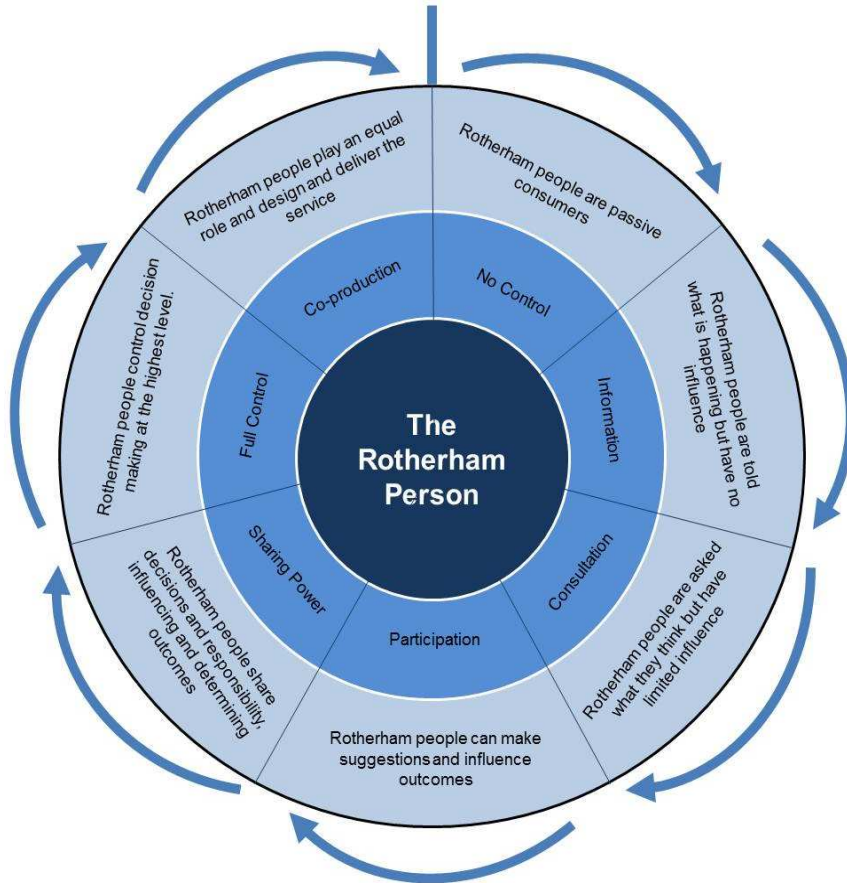 The
Rotherham
Person
No Control
Rotherham people are passive
consumers
Information
Rotherham people are told
what is happening but have no
influence
Consultation
Rotherham people are asked
what they think but have
limited influence
Participation
Rotherham people can make
suggestions and influence
outcomes
Sharing Power
Rotherham people share
decisions and responsibility,
influencing and determining
outcomes
Full Control
Rotherham people control decision
making at the highest level.
Co-production
Rotherham people play an equal
role and design and deliver the
service